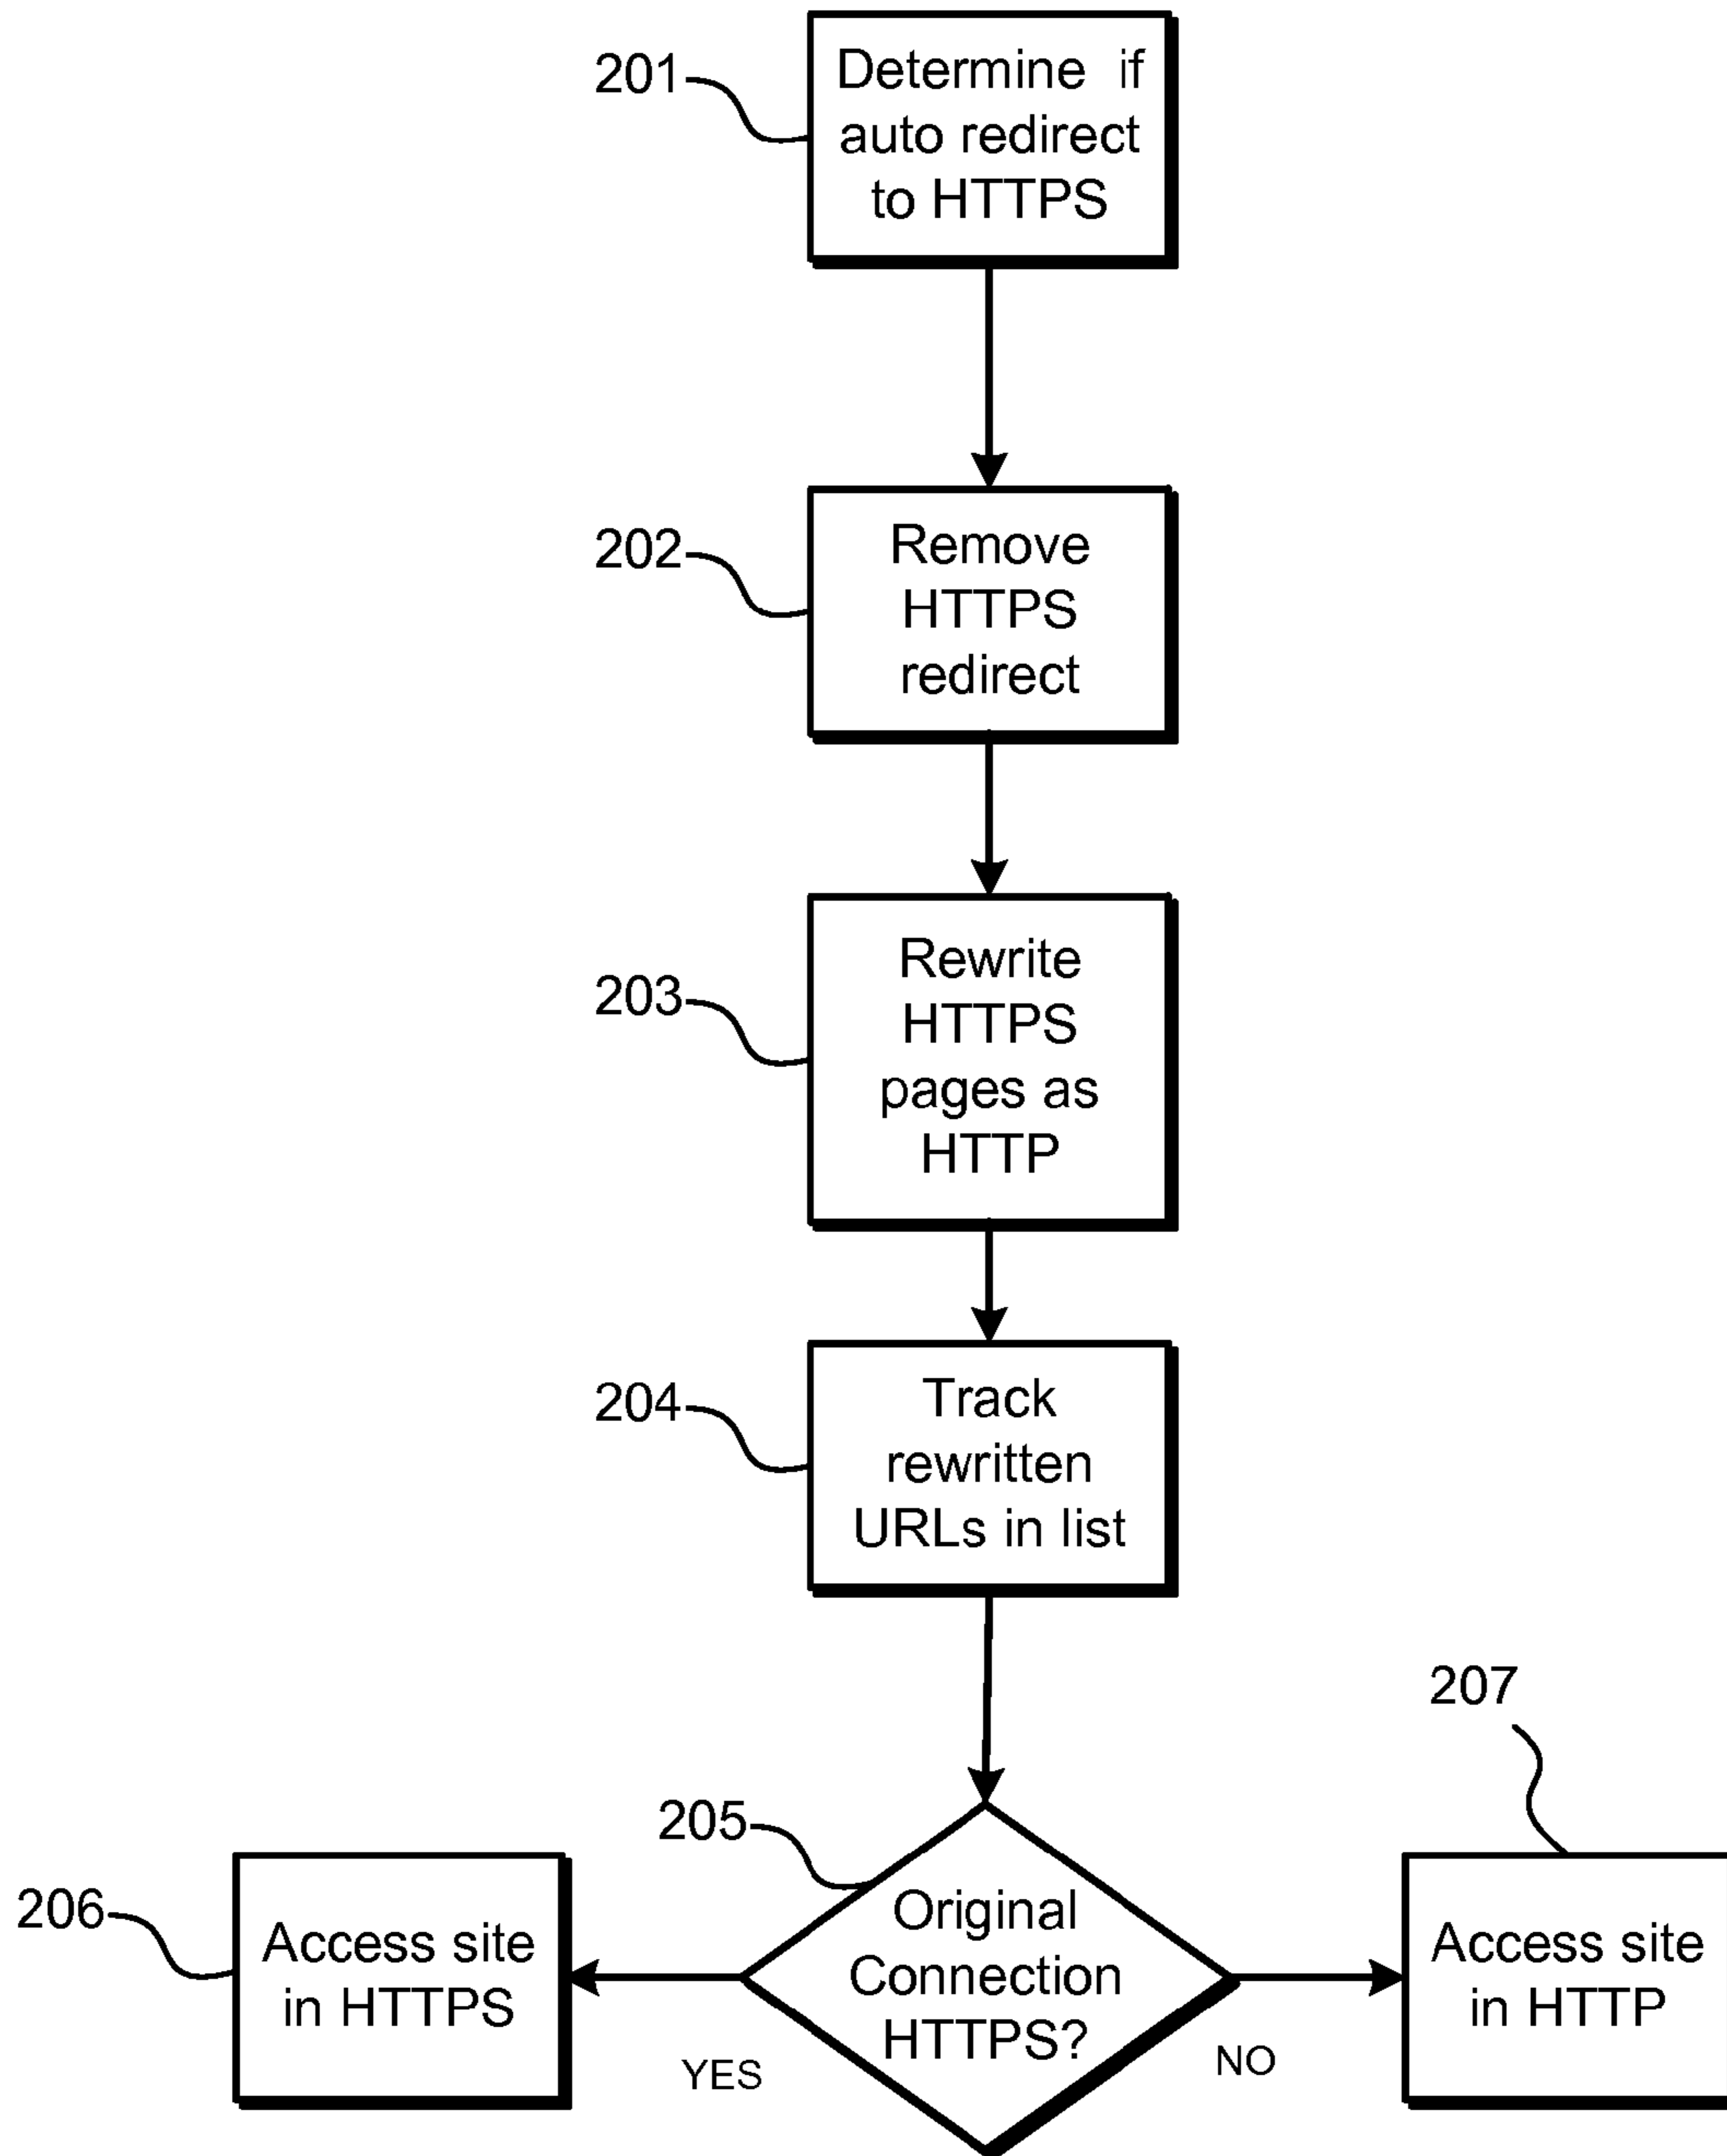 201
Determine if
auto redirect
to HTTPS
202
Remove
HTTPS
redirect
203
Rewrite
HTTPS
pages as
HTTP
204
Track
rewritten
URLs in list
205
Original
Connection
HTTPS?
YES
NO
206
Access site
in HTTPS
207
Access site
in HTTP